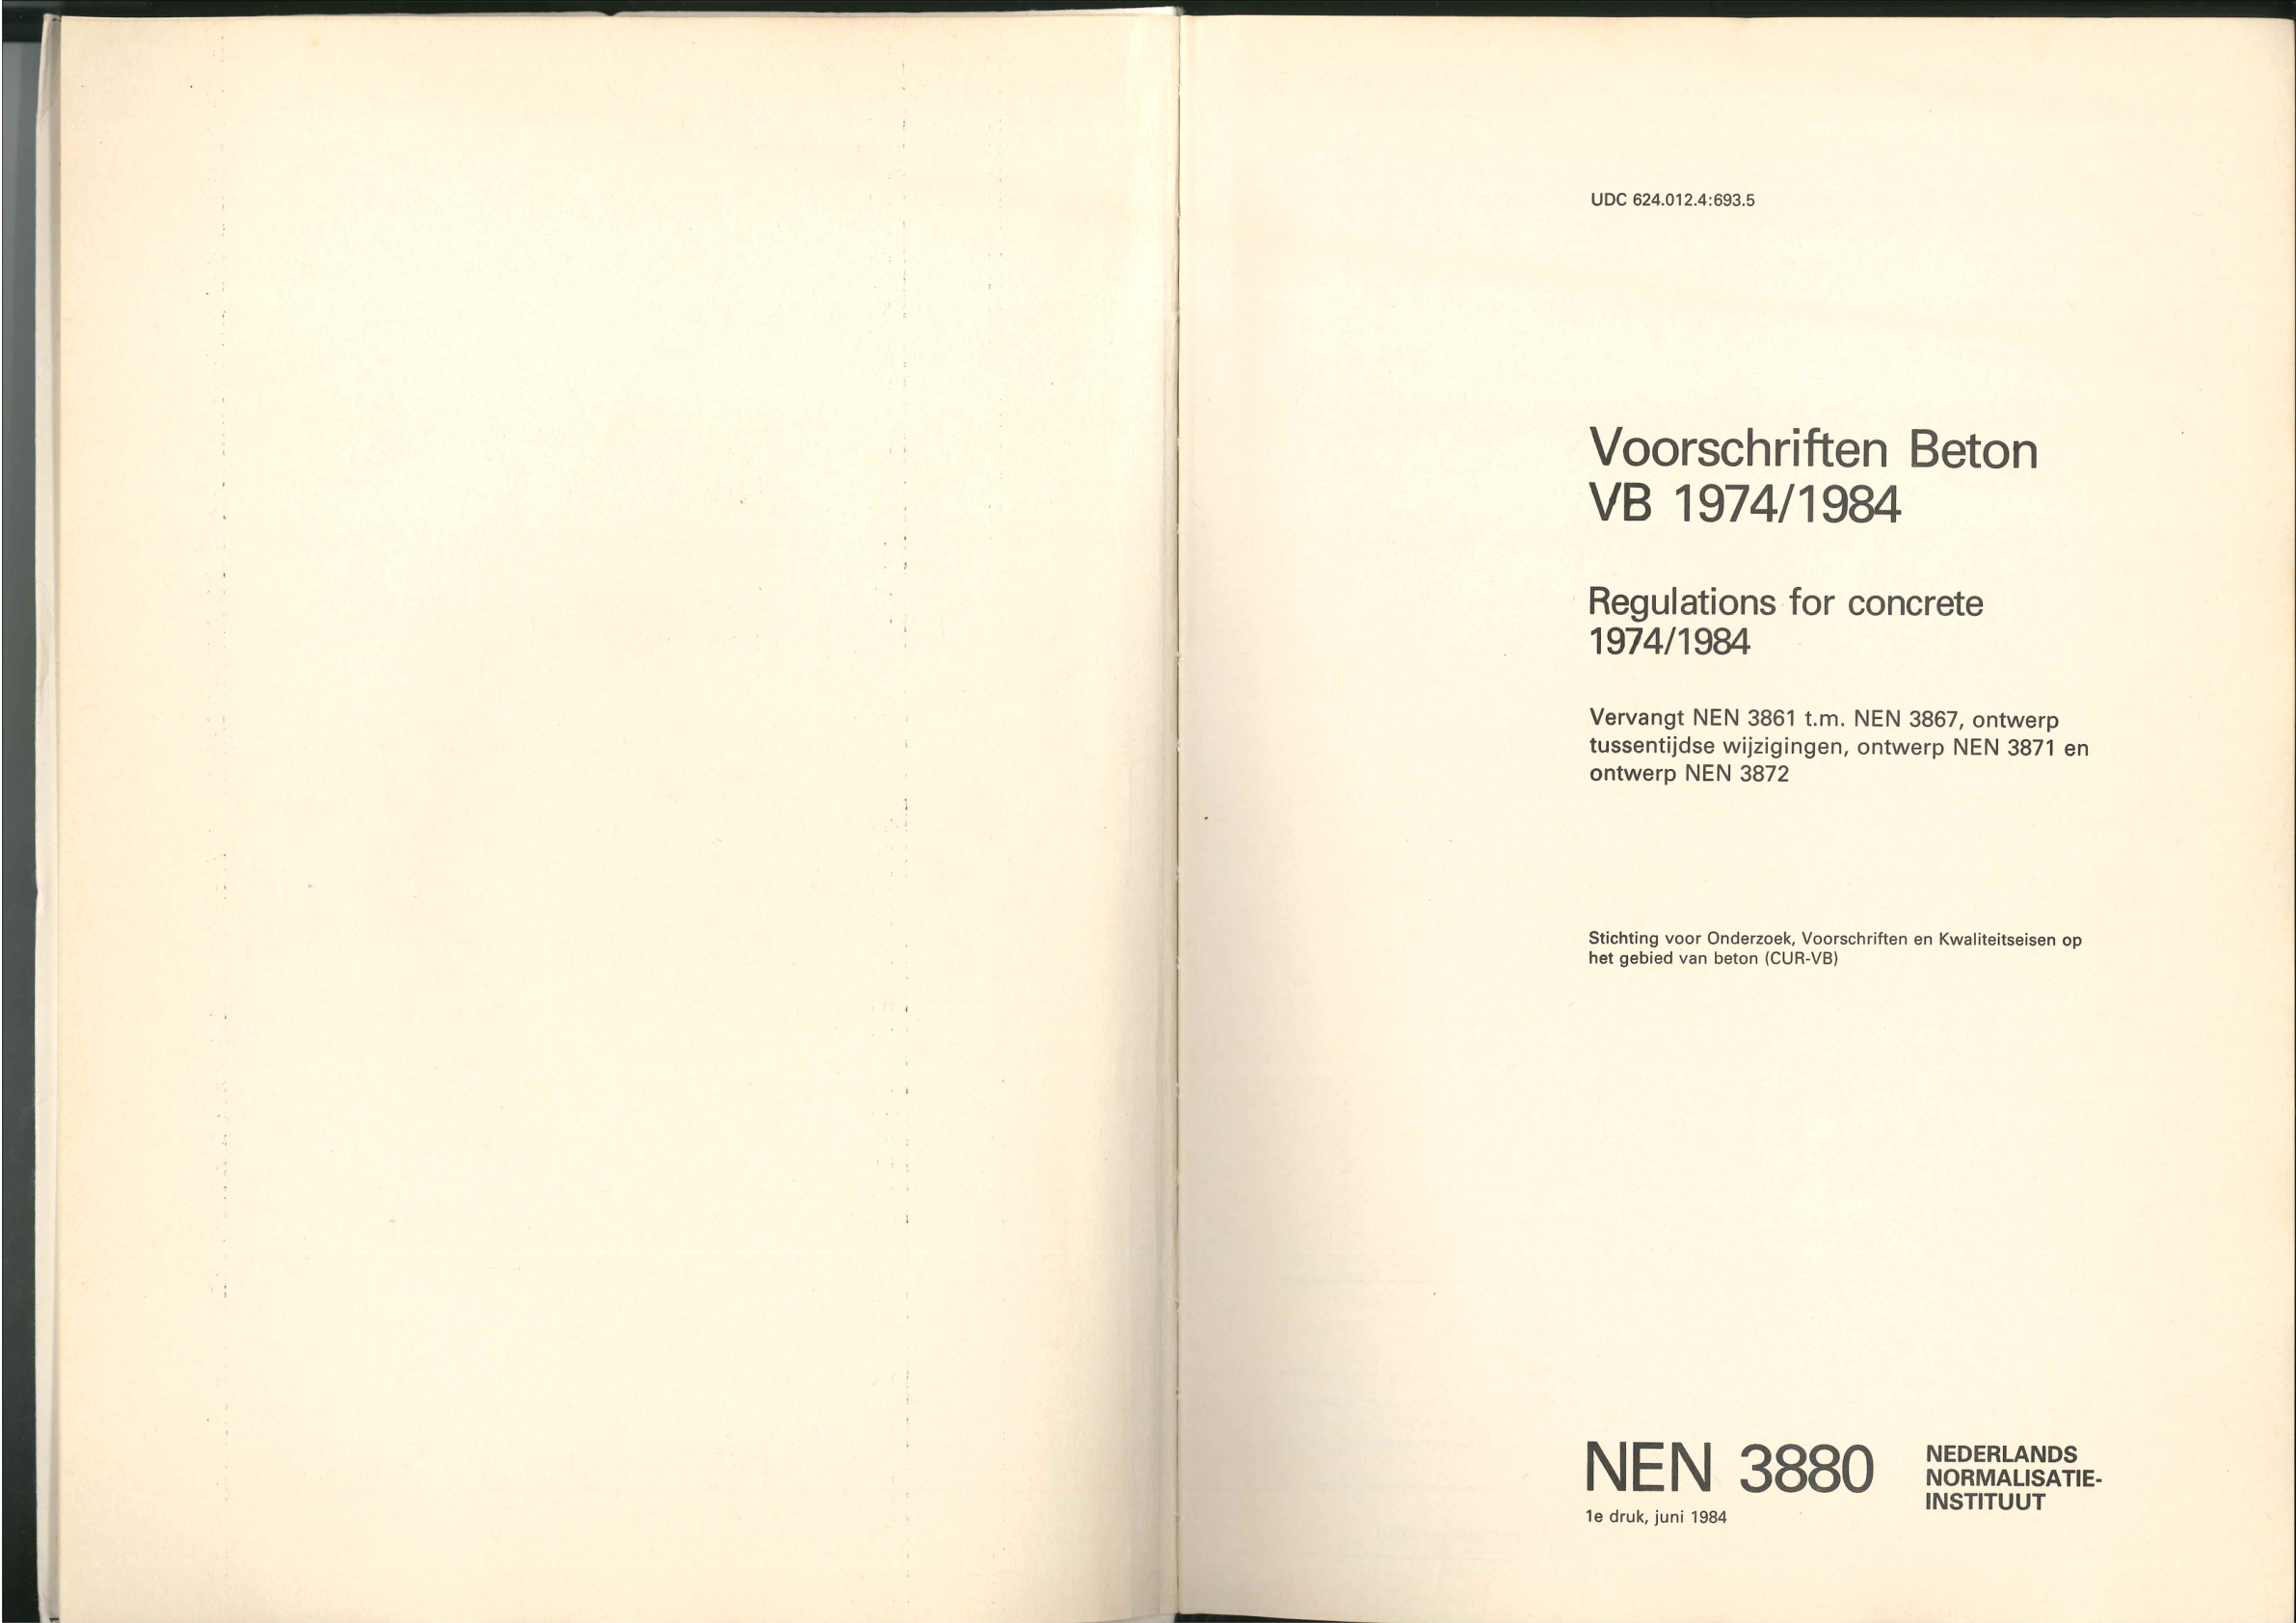 UDC 624.012.4:693.5
Voorschriften Beton
VB 1974/1984
Regulations for concrete
1974/1984
Vervangt NEN 3861 t.m. NEN 3867, ontwerp
tussentijdse wijzigingen, ontwerp NEN 3871 en
ontwerp NEN 3872
Stichting voor Onderzoek, Voorschriften en Kwaliteitseisen op
het gebied van beton (CUR-VB)
NEN 3880
1e druk, juni 1984
NEDERLANDS
NORMALISATIE-
INSTITUUT